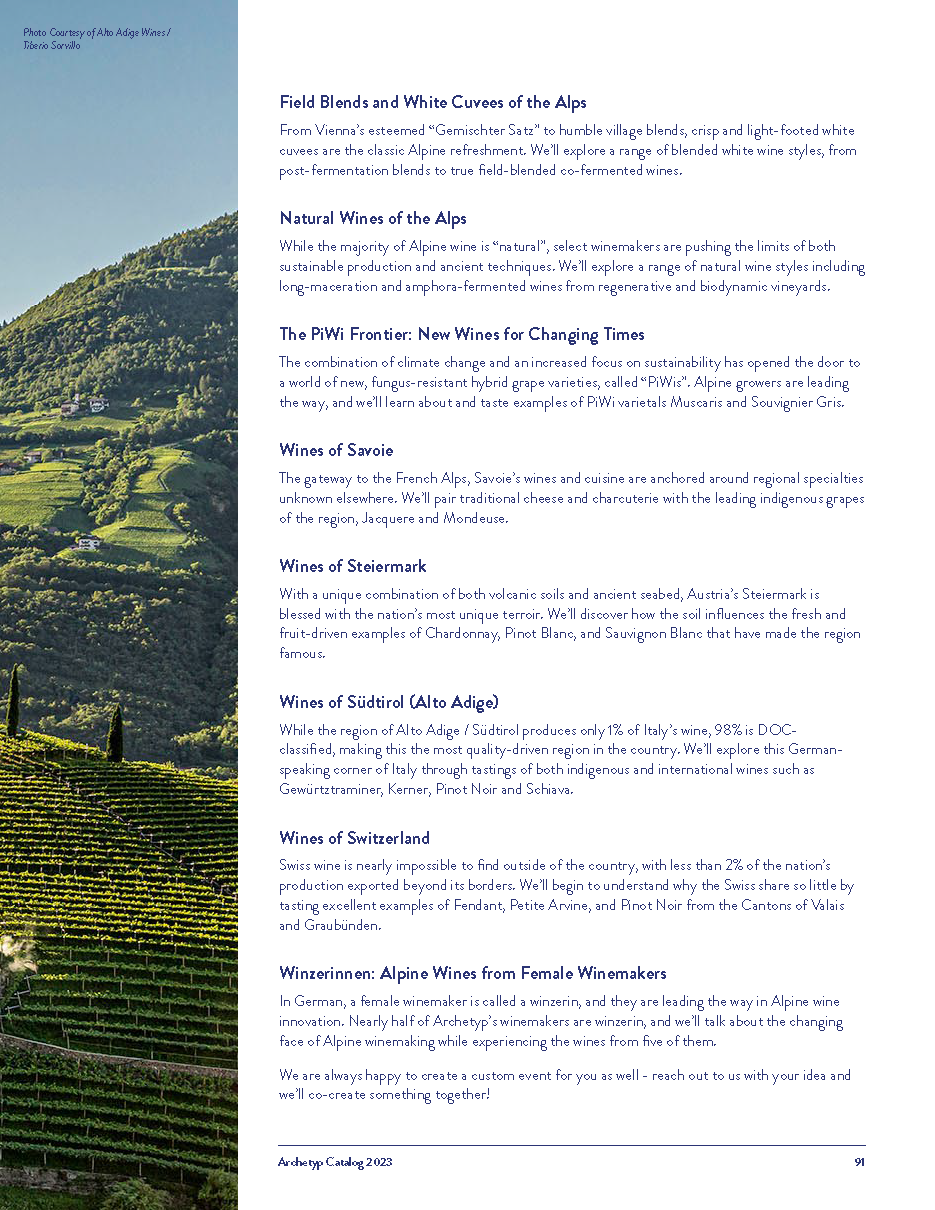 Photo Courtesy of Alto Adige Wines /
Tiberio Sorvillo
Field Blends and White Cuvees of the Alps
From Vienna’s esteemed “Gemischter Satz” to humble village blends, crisp and light-footed white
cuvees are the classic Alpine refreshment. We’ll explore a range of blended white wine styles, from
post-fermentation blends to true field-blended co-fermented wines.
Natural Wines of the Alps
While the majority of Alpine wine is “natural”, select winemakers are pushing the limits of both
sustainable production and ancient techniques. We’ll explore a range of natural wine styles including
long-maceration and amphora-fermented wines from regenerative and biodynamic vineyards.
The PiWi Frontier: New Wines for Changing Times
The combination of climate change and an increased focus on sustainability has opened the door to
a world of new, fungus-resistant hybrid grape varieties, called “PiWis”. Alpine growers are leading
the way, and we’ll learn about and taste examples of PiWi varietals Muscaris and Souvignier Gris.
Wines of Savoie
The gateway to the French Alps, Savoie’s wines and cuisine are anchored around regional specialties
unknown elsewhere. We’ll pair traditional cheese and charcuterie with the leading indigenous grapes
of the region, Jacquere and Mondeuse.
Wines of Steiermark
With a unique combination of both volcanic soils and ancient seabed, Austria’s Steiermark is
blessed with the nation’s most unique terroir. We’ll discover how the soil influences the fresh and
fruit-driven examples of Chardonnay, Pinot Blanc, and Sauvignon Blanc that have made the region
famous.
Wines of Südtirol (Alto Adige)
While the region of Alto Adige / Südtirol produces only 1% of Italy’s wine, 98% is DOC-
classified, making this the most quality-driven region in the country. We’ll explore this German-
speaking corner of Italy through tastings of both indigenous and international wines such as
Gewürtztraminer, Kerner, Pinot Noir and Schiava.
Wines of Switzerland
Swiss wine is nearly impossible to find outside of the country, with less than 2% of the nation’s
production exported beyond its borders. We’ll begin to understand why the Swiss share so little by
tasting excellent examples of Fendant, Petite Arvine, and Pinot Noir from the Cantons of Valais
and Graubünden.
Winzerinnen: Alpine Wines from Female Winemakers
In German, a female winemaker is called a winzerin, and they are leading the way in Alpine wine
innovation. Nearly half of Archetyp’s winemakers are winzerin, and we’ll talk about the changing
face of Alpine winemaking while experiencing the wines from five of them.
We are always happy to create a custom event for you as well - reach out to us with your idea and
we’ll co-create something together!
Archetyp Catalog 2023
91